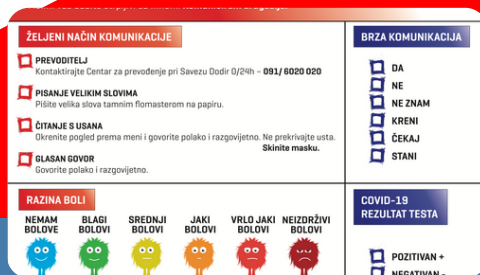 ŽELJENI NAČIN KOMUNIKACIJE
PREVODITELJ
Kontaktirajte Centar za prevođenje pri Savezu Dodir 0/24h – 091/ 6020 020
PISANJE VELIKIM SLOVIMA
Pišite velika slova tamnim flomasterom na papiru.
ČITANJE S USANA
Okrenite pogled prema meni i govorite polako i razgovijetno. Ne prekrivajte usta.
Skinite masku.
GLASAN GOVOR
Govorite polako i razgovijetno.
BRZA KOMUNIKACIJA
DA
NE
NE ZNAM
KRENI
ČEKAJ
STANI
RAZINA BOLI
NEMAM BOLOVE
BLAGI BOLOVI
SREDNJI BOLOVI
JAKI BOLOVI
VRLO JAKI BOLOVI
NEIZDRŽIVI BOLOVI
COVID-19
REZULTAT TESTA
POZITIVAN +
NEGATIVAN -